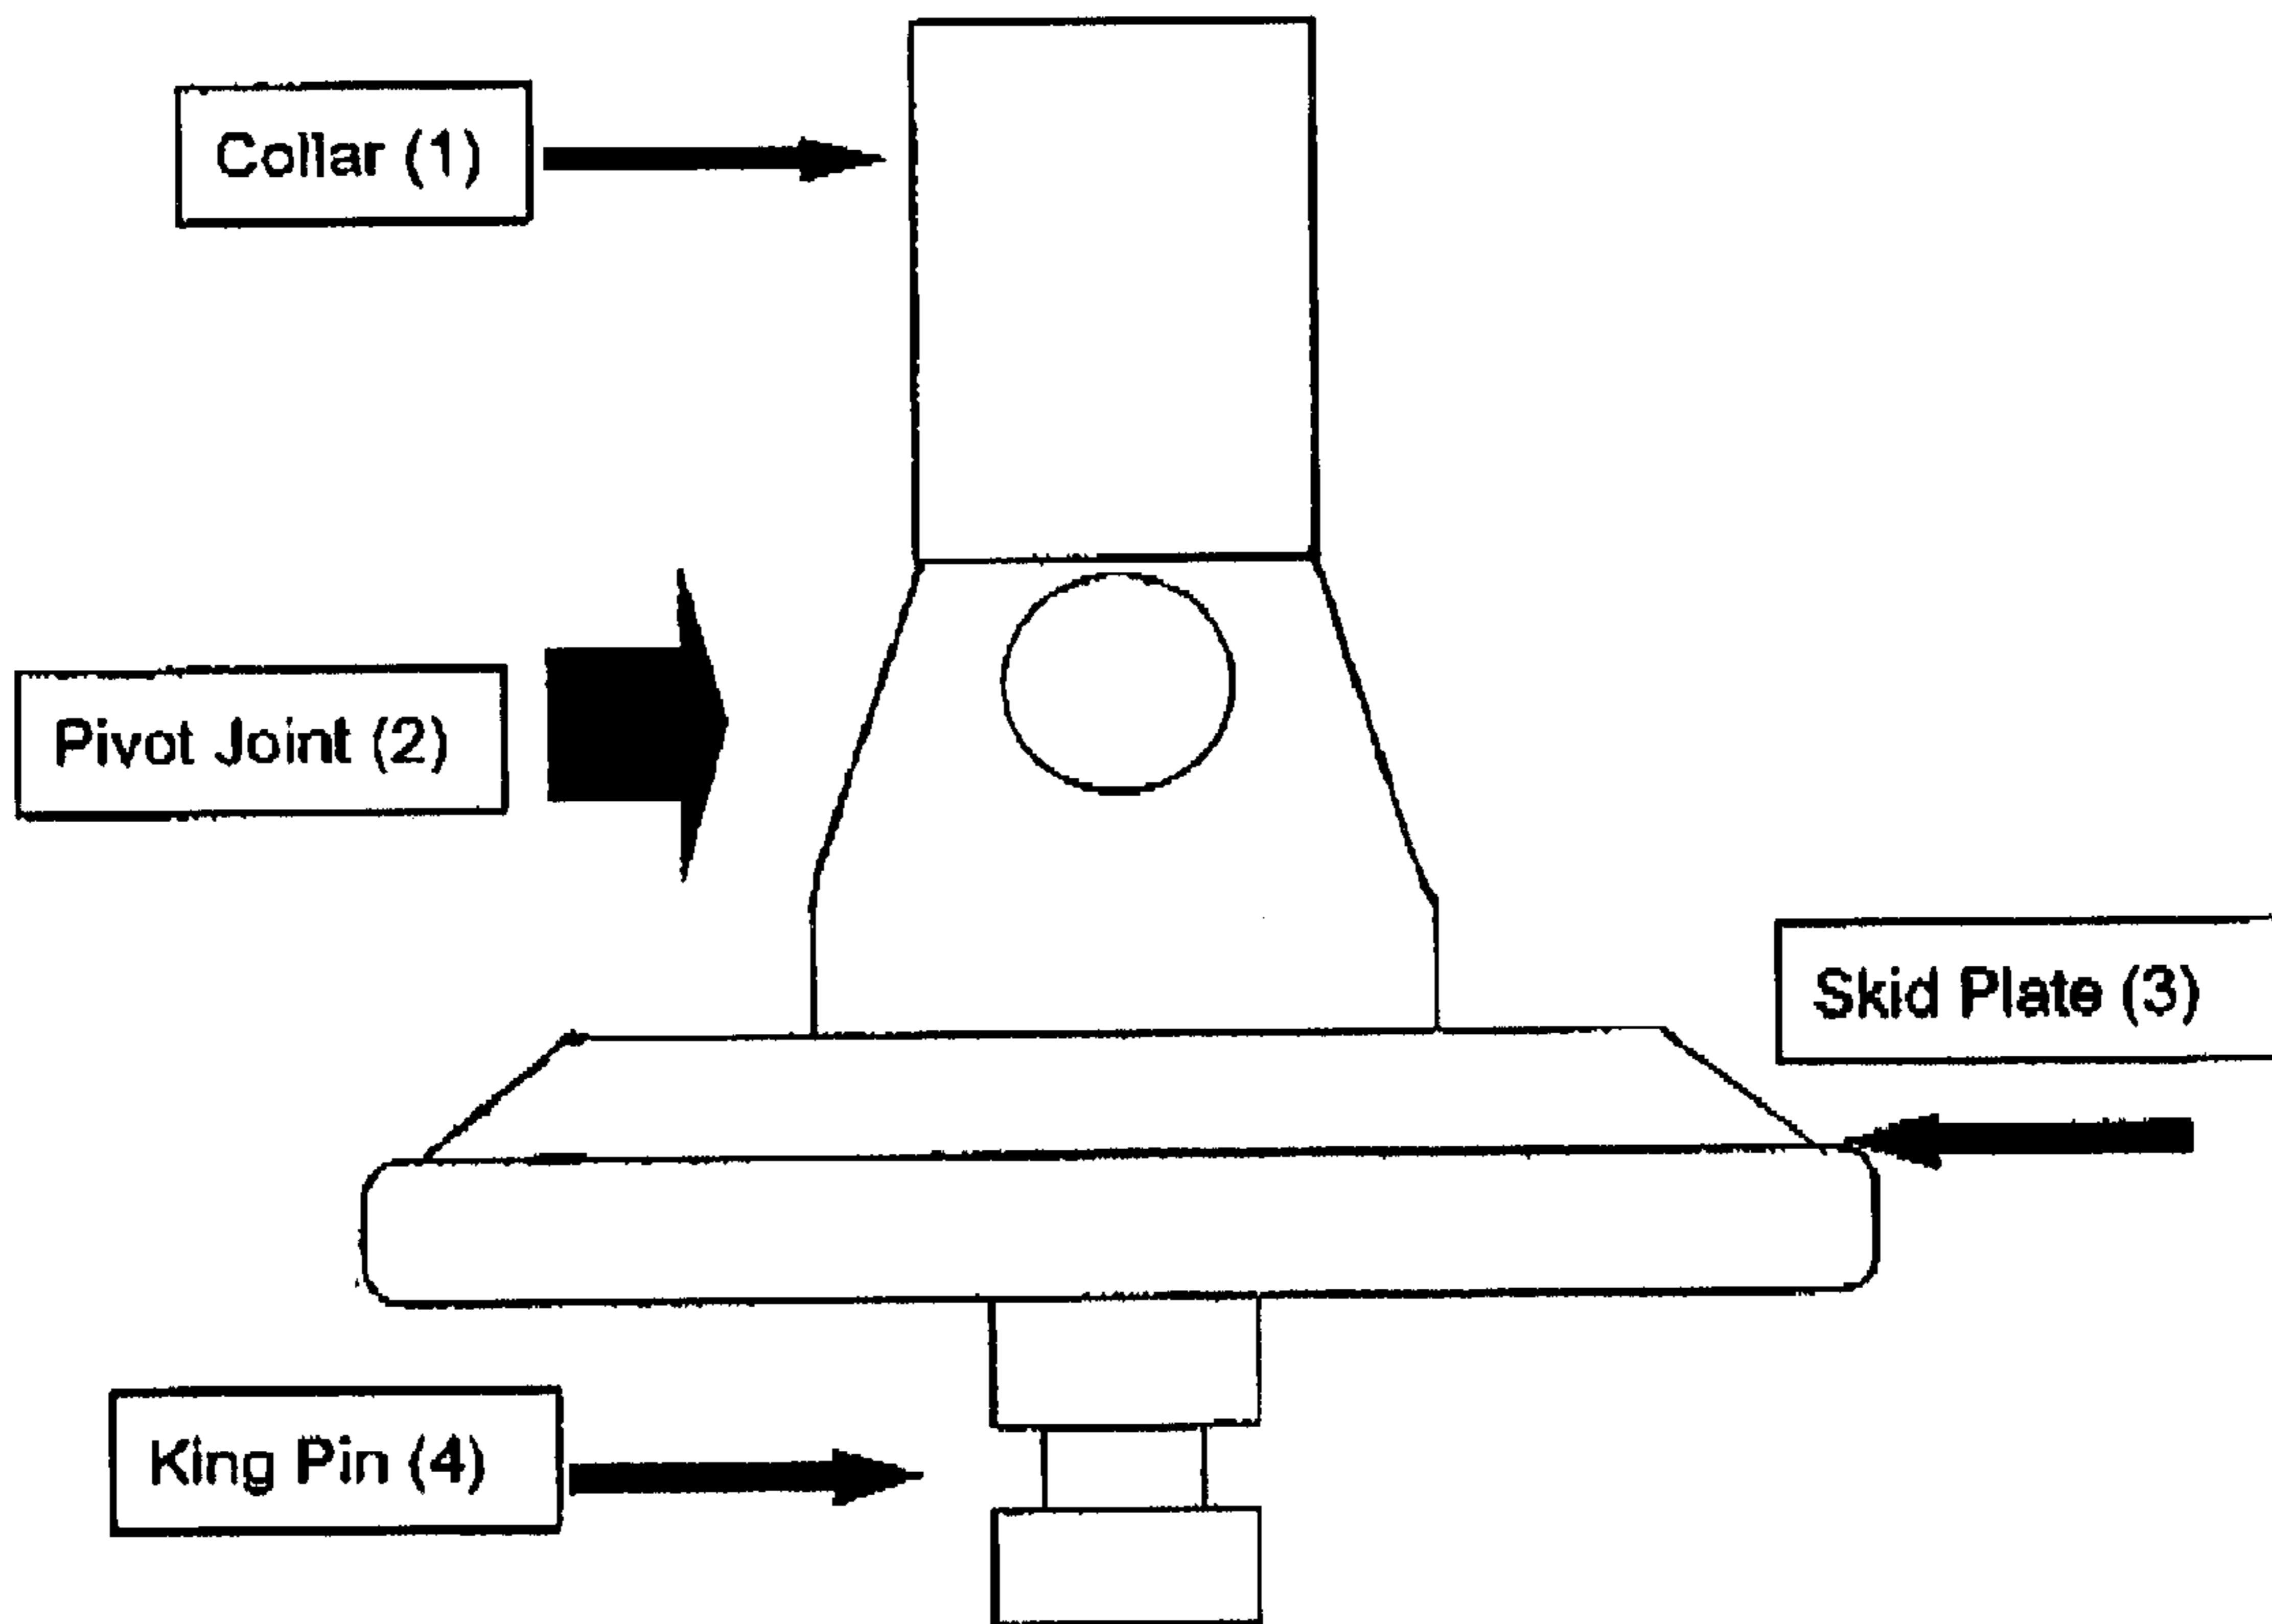 Collar (1)
Pivot Joint (2)
Skid Plate (3)
King Pin (4)